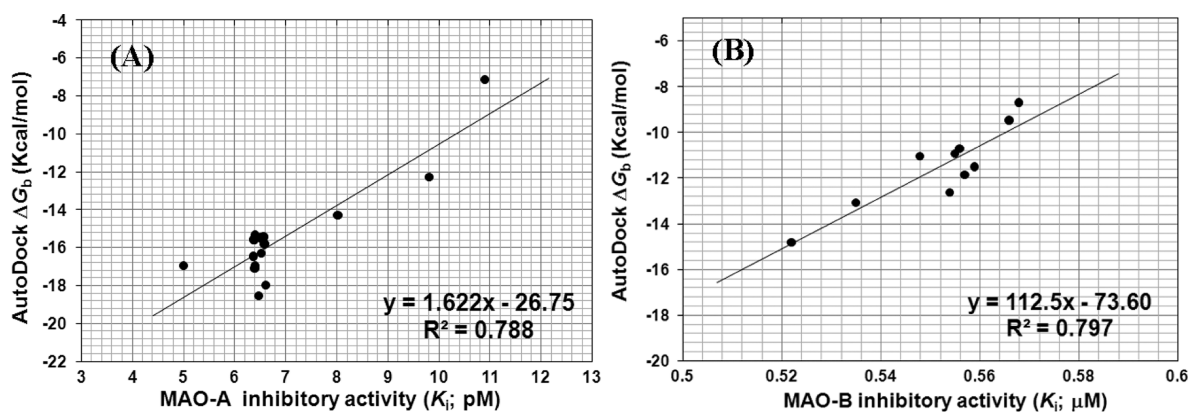 (A)
AutoDock ΔGb (Kcal/mol)
-4
-6
-8
-10
-12
-14
-16
-18
-20
-22
y = 1.622x - 26.75
R² = 0.788
3 4 5 6 7 8 9 10 11 12 13
MAO-A inhibitory activity (Ki; pM)
(B)
AutoDock ΔGb (Kcal/mol)
-6
-8
-10
-12
-14
-16
-18
-20
y = 112.5x - 73.60
R² = 0.797
0.5 0.52 0.54 0.56 0.58 0.6
MAO-B inhibitory activity (Ki; μM)